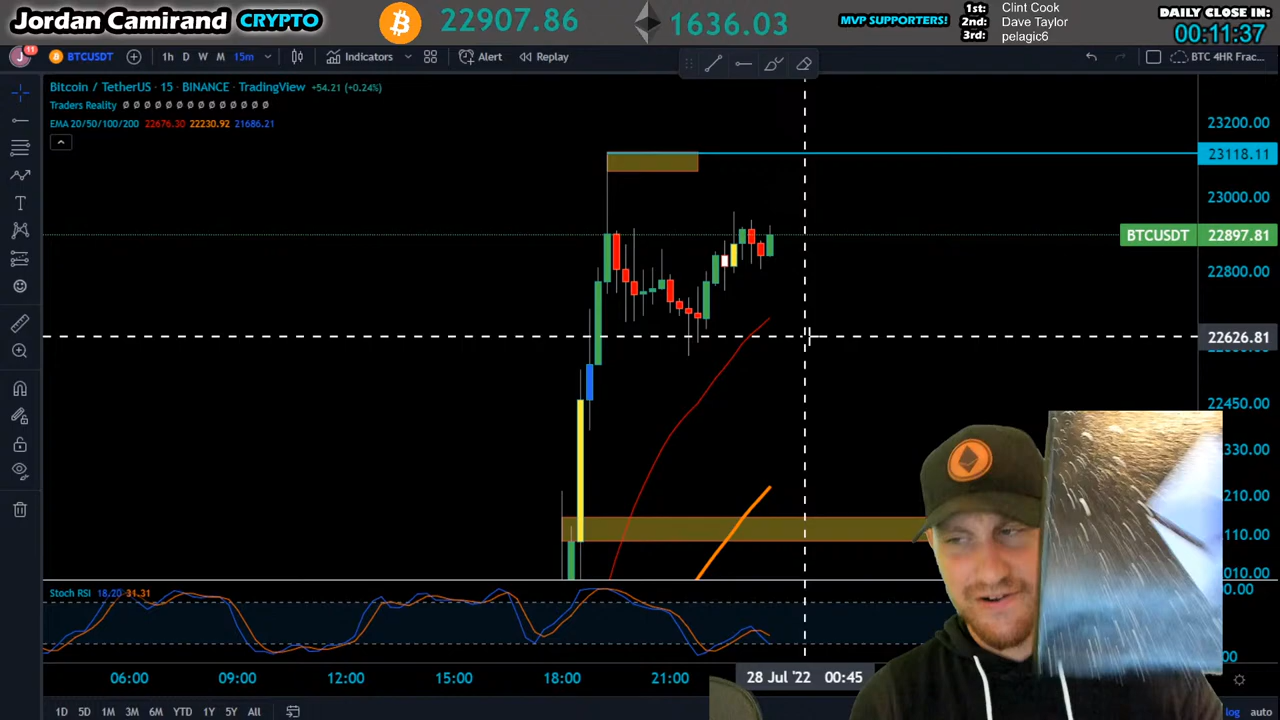 Jordan Camirand CRYPTO
22907.86
1636.03
MVP SUPPORTERS!
1st: Clint Cook
2nd: Dave Taylor
3rd: pelagic6
DAILY CLOSE IN:
00:11:37
J 11 BTCUSDT 1h D W M 15m Indicators Alert Replay BTC 4HR Frac...
Bitcoin / TetherUS · 15 · BINANCE · TradingView +54.21 (+0.24%)
Traders Reality Ø Ø Ø Ø Ø Ø Ø Ø Ø Ø Ø Ø Ø
EMA 20/50/100/200 22676.30 22230.92 21686.21
23200.00
23118.11
23000.00
BTCUSDT 22897.81
22800.00
22626.81
22450.00
330.00
210.00
110.00
010.00
Stoch RSI 18.20 31.31
06:00 09:00 12:00 15:00 18:00 21:00 28 Jul '22 00:45
1D 5D 1M 3M 6M YTD 1Y 5Y All
log auto